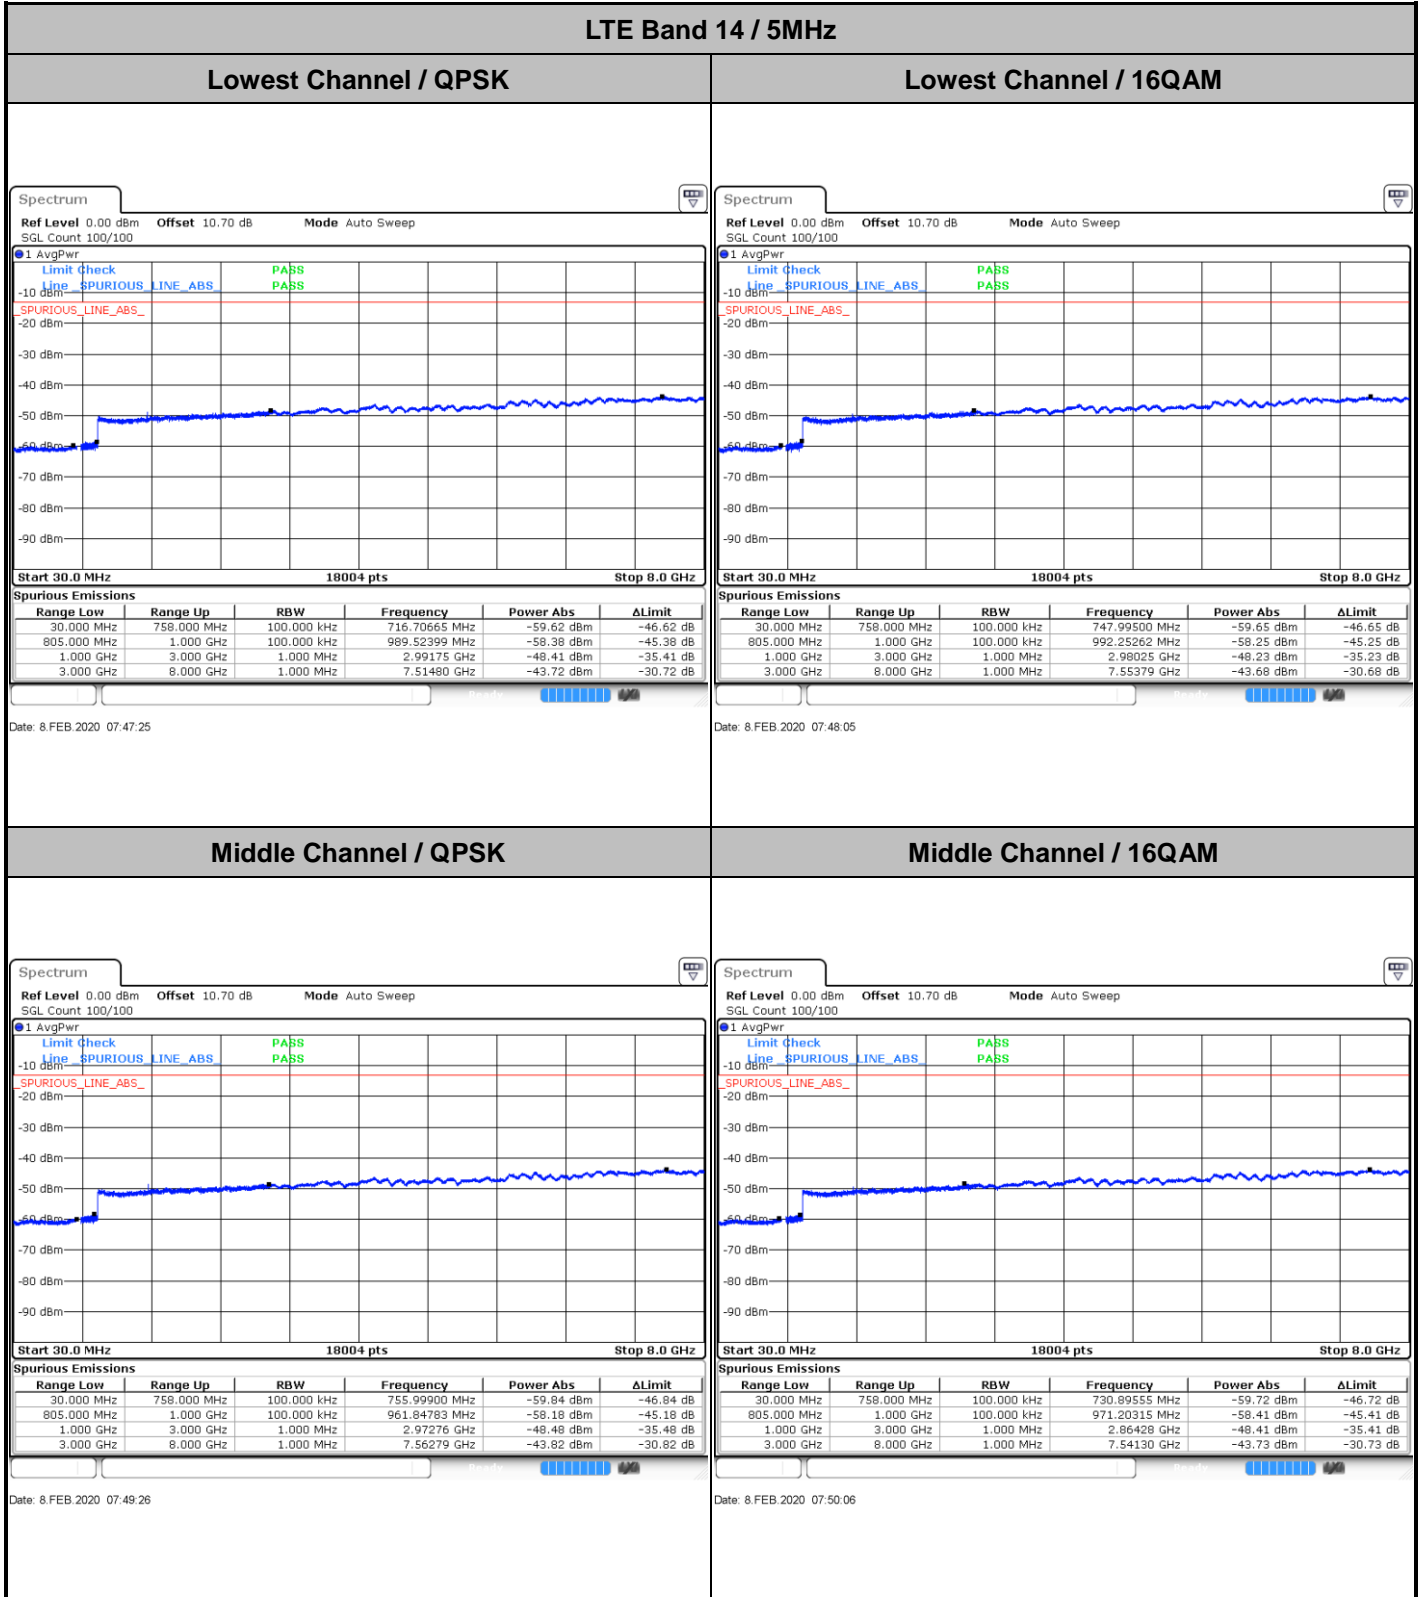 LTE Band 14 / 5MHz
Lowest Channel / QPSK
Lowest Channel / 16QAM
Spectrum
Ref Level 0.00 dBm Offset 10.70 dB Mode Auto Sweep
SGL Count 100/100
1 AvgPwr
Limit Check PASS
Line _SPURIOUS_LINE_ABS_ PASS
-10 dBm
_SPURIOUS_LINE_ABS_
-20 dBm
-30 dBm
-40 dBm
-50 dBm
-60 dBm
-70 dBm
-80 dBm
-90 dBm
Start 30.0 MHz 18004 pts Stop 8.0 GHz
Spurious Emissions
Range Low Range Up RBW Frequency Power Abs ΔLimit
30.000 MHz 758.000 MHz 100.000 kHz 716.70665 MHz -59.62 dBm -46.62 dB
805.000 MHz 1.000 GHz 100.000 kHz 989.52399 MHz -58.38 dBm -45.38 dB
1.000 GHz 3.000 GHz 1.000 MHz 2.99175 GHz -48.41 dBm -35.41 dB
3.000 GHz 8.000 GHz 1.000 MHz 7.51480 GHz -43.72 dBm -30.72 dB
Ready
Date: 8.FEB.2020 07:47:25
Spectrum
Ref Level 0.00 dBm Offset 10.70 dB Mode Auto Sweep
SGL Count 100/100
1 AvgPwr
Limit Check PASS
Line _SPURIOUS_LINE_ABS_ PASS
-10 dBm
_SPURIOUS_LINE_ABS_
-20 dBm
-30 dBm
-40 dBm
-50 dBm
-60 dBm
-70 dBm
-80 dBm
-90 dBm
Start 30.0 MHz 18004 pts Stop 8.0 GHz
Spurious Emissions
Range Low Range Up RBW Frequency Power Abs ΔLimit
30.000 MHz 758.000 MHz 100.000 kHz 747.99500 MHz -59.65 dBm -46.65 dB
805.000 MHz 1.000 GHz 100.000 kHz 992.25262 MHz -58.25 dBm -45.25 dB
1.000 GHz 3.000 GHz 1.000 MHz 2.98025 GHz -48.23 dBm -35.23 dB
3.000 GHz 8.000 GHz 1.000 MHz 7.55379 GHz -43.68 dBm -30.68 dB
Ready
Date: 8.FEB.2020 07:48:05
Middle Channel / QPSK
Middle Channel / 16QAM
Spectrum
Ref Level 0.00 dBm Offset 10.70 dB Mode Auto Sweep
SGL Count 100/100
1 AvgPwr
Limit Check PASS
Line _SPURIOUS_LINE_ABS_ PASS
-10 dBm
_SPURIOUS_LINE_ABS_
-20 dBm
-30 dBm
-40 dBm
-50 dBm
-60 dBm
-70 dBm
-80 dBm
-90 dBm
Start 30.0 MHz 18004 pts Stop 8.0 GHz
Spurious Emissions
Range Low Range Up RBW Frequency Power Abs ΔLimit
30.000 MHz 758.000 MHz 100.000 kHz 755.99900 MHz -59.84 dBm -46.84 dB
805.000 MHz 1.000 GHz 100.000 kHz 961.84783 MHz -58.18 dBm -45.18 dB
1.000 GHz 3.000 GHz 1.000 MHz 2.97276 GHz -48.48 dBm -35.48 dB
3.000 GHz 8.000 GHz 1.000 MHz 7.56279 GHz -43.82 dBm -30.82 dB
Ready
Date: 8.FEB.2020 07:49:26
Spectrum
Ref Level 0.00 dBm Offset 10.70 dB Mode Auto Sweep
SGL Count 100/100
1 AvgPwr
Limit Check PASS
Line _SPURIOUS_LINE_ABS_ PASS
-10 dBm
_SPURIOUS_LINE_ABS_
-20 dBm
-30 dBm
-40 dBm
-50 dBm
-60 dBm
-70 dBm
-80 dBm
-90 dBm
Start 30.0 MHz 18004 pts Stop 8.0 GHz
Spurious Emissions
Range Low Range Up RBW Frequency Power Abs ΔLimit
30.000 MHz 758.000 MHz 100.000 kHz 730.89555 MHz -59.72 dBm -46.72 dB
805.000 MHz 1.000 GHz 100.000 kHz 971.20315 MHz -58.41 dBm -45.41 dB
1.000 GHz 3.000 GHz 1.000 MHz 2.86428 GHz -48.41 dBm -35.41 dB
3.000 GHz 8.000 GHz 1.000 MHz 7.54130 GHz -43.73 dBm -30.73 dB
Ready
Date: 8.FEB.2020 07:50:06